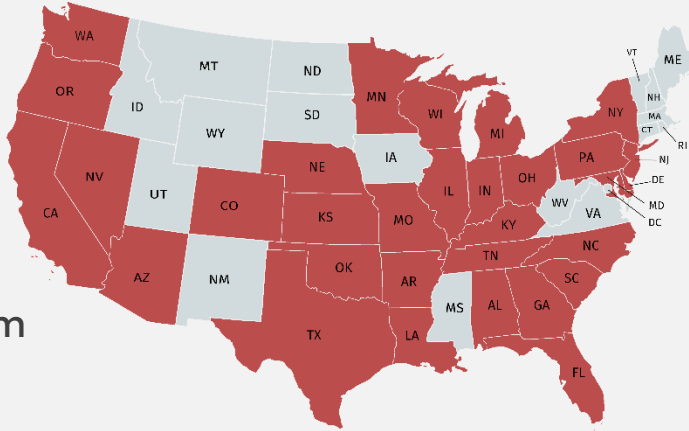 WA
MT
ND
MN
VT
ME
OR
ID
SD
WI
MI
NY
NH
MA
CT
RI
WY
IA
PA
NJ
NV
UT
NE
IL
IN
OH
DE
MD
DC
CA
CO
KS
MO
KY
WV
VA
AZ
NM
OK
AR
TN
NC
SC
TX
LA
MS
AL
GA
FL
m